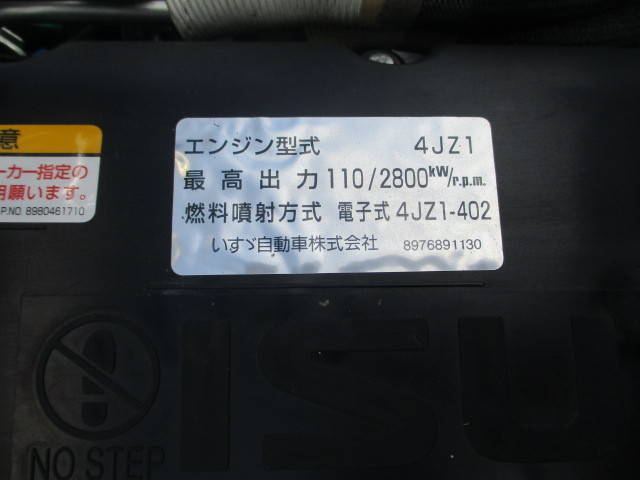 意
ーカー指定の
用願います。
P.NO. 8980461710
エンジン型式 4JZ1
最高出力 110/2800kW/r.p.m.
燃料噴射方式 電子式 4JZ1-402
いすゞ自動車株式会社 8976891130
ISU
NO STEP